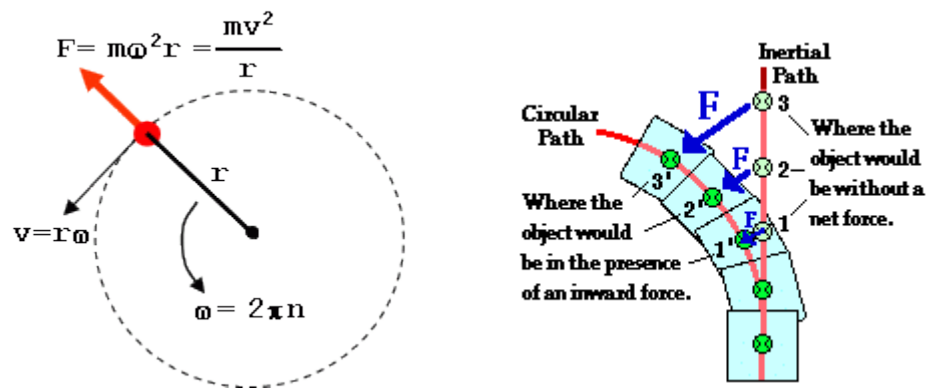 F= mω²r = mv²/r
r
v=rω
ω= 2πn
Inertial
Path
3
F
Circular
Path
Where the
object would
be without a
net force.
F
2
3'
Where the
object would
be in the presence
of an inward force.
2'
F
1
1'